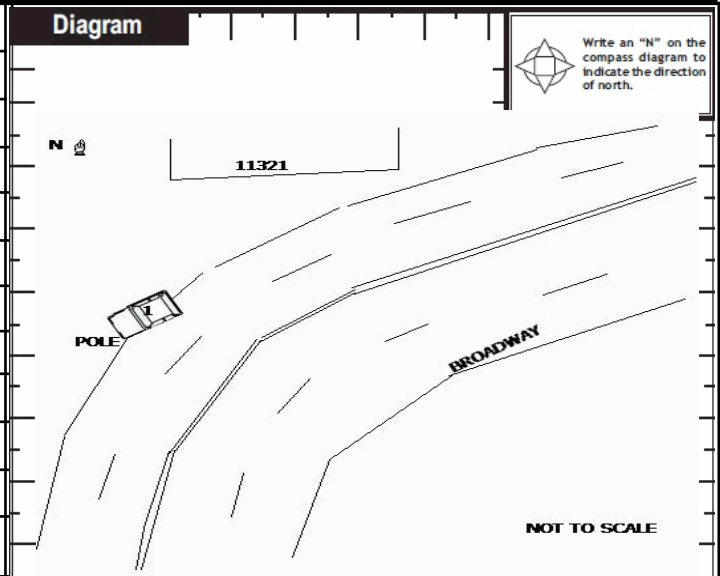 Diagram
Write an “N” on the
compass diagram to
indicate the direction
of north.
N
11321
1
POLE
BROADWAY
NOT TO SCALE